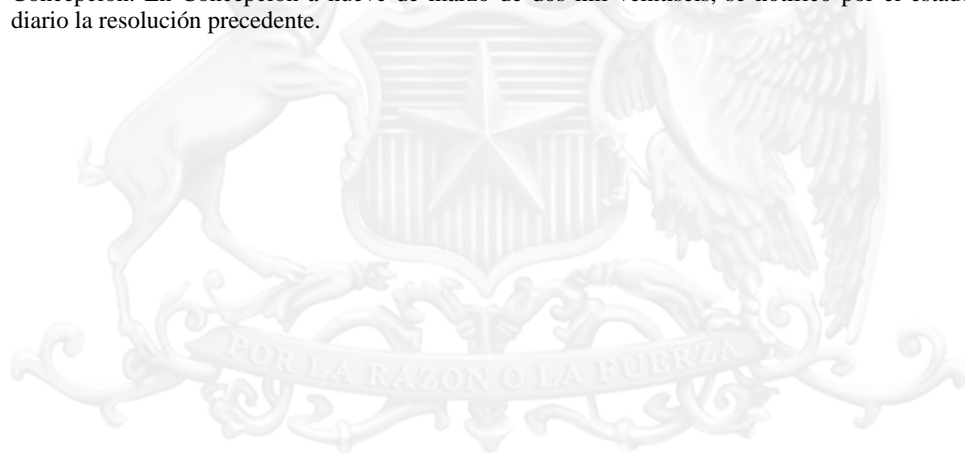 Concepción. En Concepción a nueve de marzo de dos mil veintiséis, se notificó por el estado
diario la resolución precedente.
POR LA RAZON O LA FUERZA